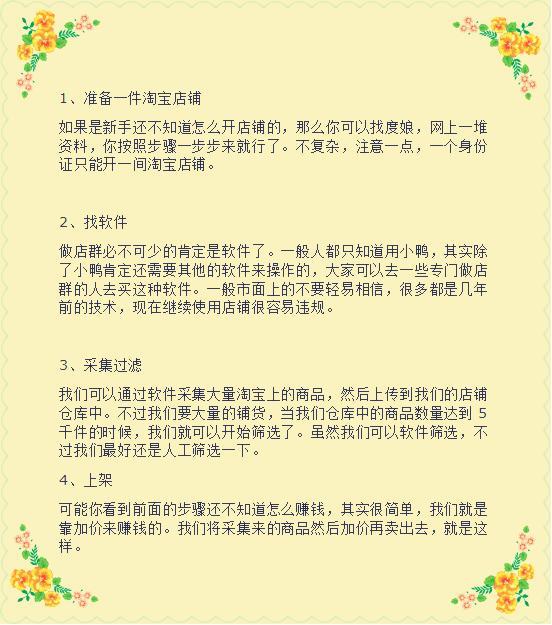 1、准备一件淘宝店铺
如果是新手还不知道怎么开店铺的，那么你可以找度娘，网上一堆
资料，你按照步骤一步步来就行了。不复杂，注意一点，一个身份
证只能开一间淘宝店铺。
2、找软件
做店群必不可少的肯定是软件了。一般人都只知道用小鸭，其实除
了小鸭肯定还需要其他的软件来操作的，大家可以去一些专门做店
群的人去买这种软件。一般市面上的不要轻易相信，很多都是几年
前的技术，现在继续使用店铺很容易违规。
3、采集过滤
我们可以通过软件采集大量淘宝上的商品，然后上传到我们的店铺
仓库中。不过我们要大量的铺货，当我们仓库中的商品数量达到 5
千件的时候，我们就可以开始筛选了。虽然我们可以软件筛选，不
过我们最好还是人工筛选一下。
4、上架
可能你看到前面的步骤还不知道怎么赚钱，其实很简单，我们就是
靠加价来赚钱的。我们将采集来的商品然后加价再卖出去，就是这
样。